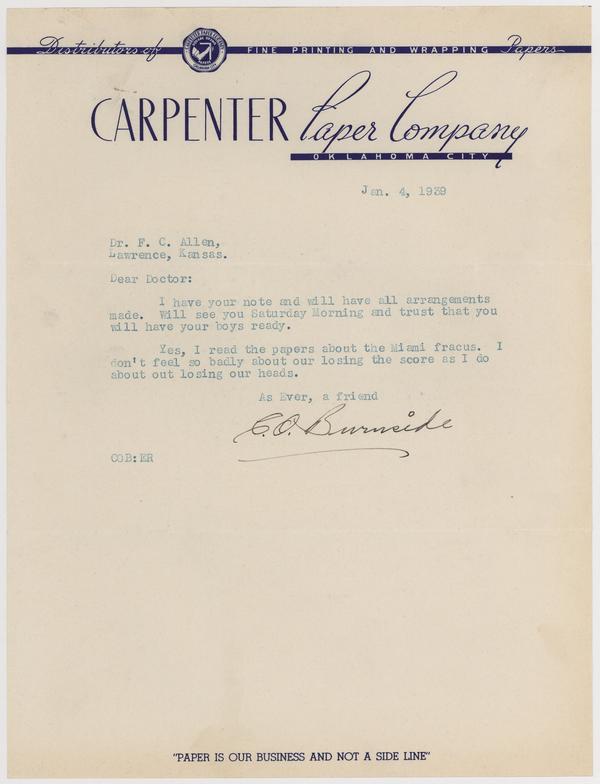 Distributors of FINE PRINTING AND WRAPPING Papers
CARPENTER Paper Company
OKLAHOMA CITY
Jan. 4, 1939
Dr. F. C. Allen,
Lawrence, Kansas.
Dear Doctor:
I have your note and will have all arrangements
made. Will see you Saturday Morning and trust that you
will have your boys ready.
Yes, I read the papers about the Miami fracus. I
don't feel so badly about our losing the score as I do
about out losing our heads.
As Ever, a friend
C.O. Burnside
COB:ER
"PAPER IS OUR BUSINESS AND NOT A SIDE LINE"